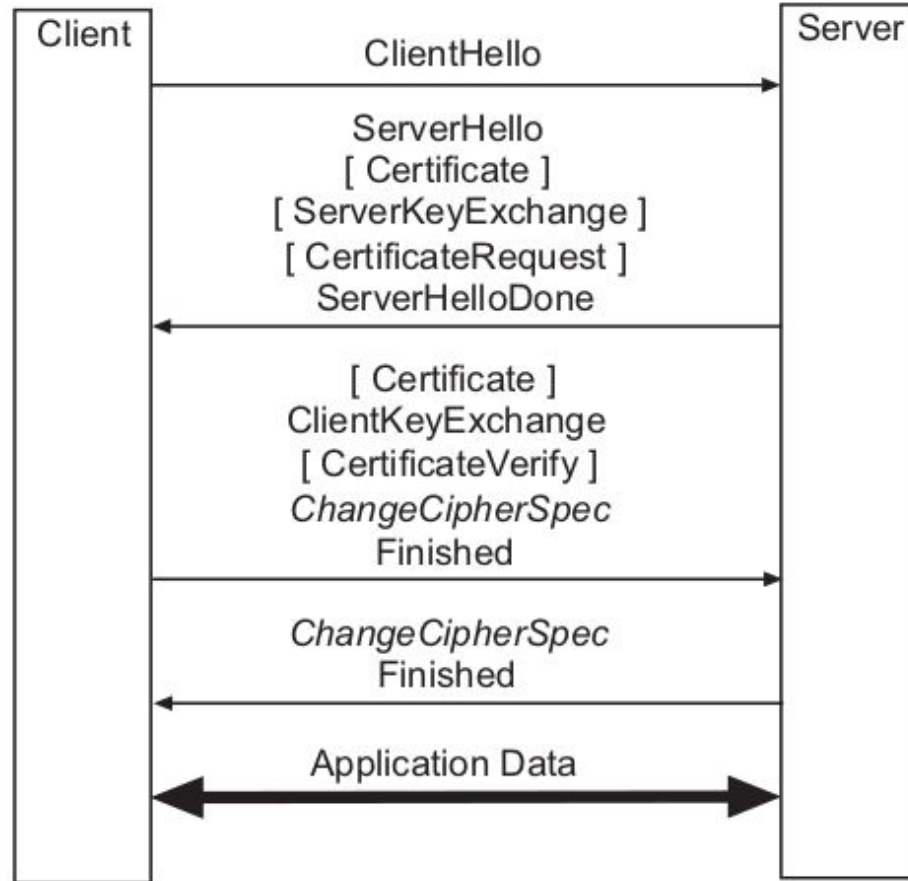 Client
Server
ClientHello
ServerHello
[ Certificate ]
[ ServerKeyExchange ]
[ CertificateRequest ]
ServerHelloDone
[ Certificate ]
ClientKeyExchange
[ CertificateVerify ]
ChangeCipherSpec
Finished
ChangeCipherSpec
Finished
Application Data